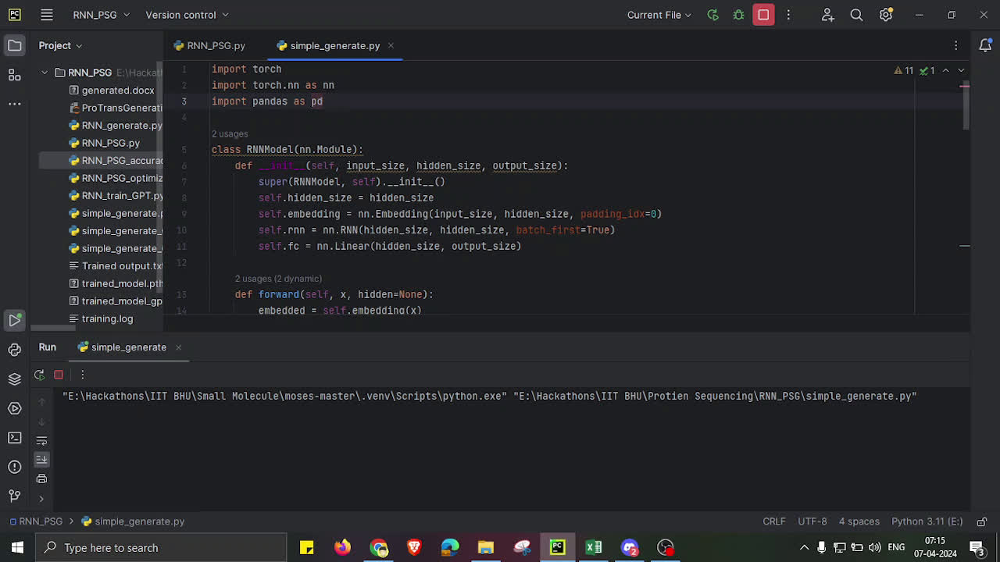 PC RNN_PSG Version control Current File
Project RNN_PSG.py simple_generate.py
RNN_PSG E:\Hackath
generated.docx
ProTransGenerati
RNN_generate.py
RNN_PSG.py
RNN_PSG_accurac
RNN_PSG_optimiz
RNN_train_GPT.py
simple_generate.p
simple_generate_
simple_generate_
Trained output.txt
trained_model.pth
trained_model_gp
training.log
11 1
1 import torch
2 import torch.nn as nn
3 import pandas as pd
4
2 usages
5 class RNNModel(nn.Module):
6 def __init__(self, input_size, hidden_size, output_size):
7 super(RNNModel, self).__init__()
8 self.hidden_size = hidden_size
9 self.embedding = nn.Embedding(input_size, hidden_size, padding_idx=0)
10 self.rnn = nn.RNN(hidden_size, hidden_size, batch_first=True)
11 self.fc = nn.Linear(hidden_size, output_size)
12
2 usages (2 dynamic)
13 def forward(self, x, hidden=None):
14 embedded = self.embedding(x)
Run simple_generate
"E:\Hackathons\IIT BHU\Small Molecule\moses-master\.venv\Scripts\python.exe" "E:\Hackathons\IIT BHU\Protien Sequencing\RNN_PSG\simple_generate.py"
RNN_PSG > simple_generate.py CRLF UTF-8 4 spaces Python 3.11 (E:)
Type here to search PC 2 ENG 07:15
07-04-2024 3